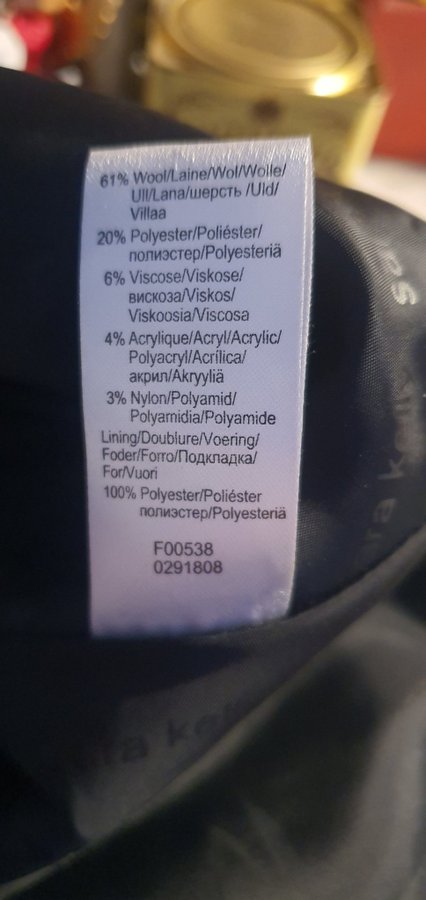 61% Wool/Laine/Wol/Wolle/
Ull/Lana/шерсть /Uld/
Villaa
20% Polyester/Poliéster/
полиэстер/Polyesteriä
6% Viscose/Viskose/
вискоза/Viskos/
Viskoosia/Viscosa
4% Acrylique/Acryl/Acrylic/
Polyacryl/Acrílica/
акрил/Akryyliä
3% Nylon/Polyamid/
Polyamidia/Polyamide
Lining/Doublure/Voering/
Foder/Forro/Подкладка/
For/Vuori
100% Polyester/Poliéster
полиэстер/Polyesteriä
F00538
0291808